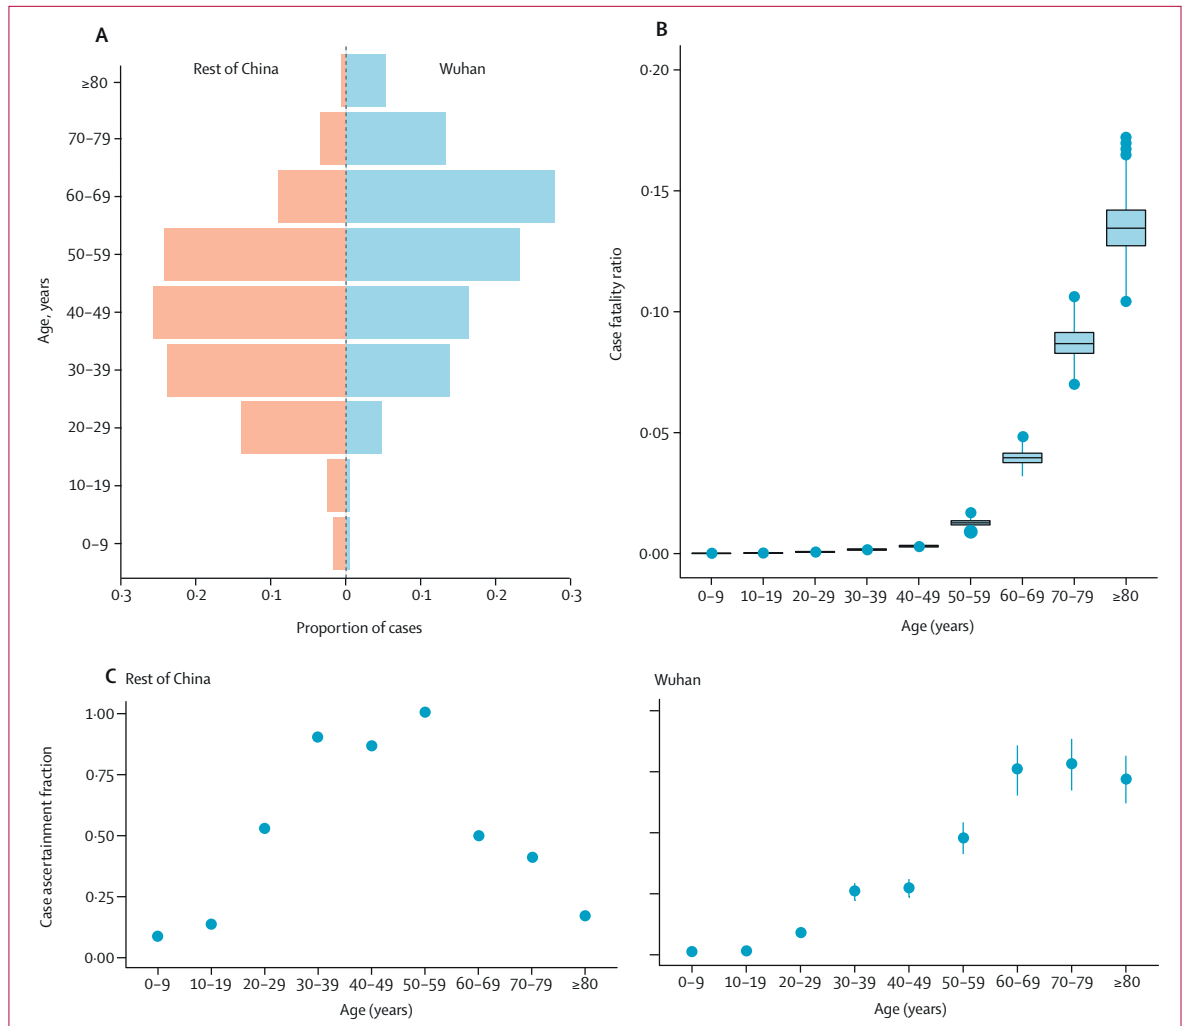 A
Rest of China
Wuhan
≥80
70–79
60–69
50–59
40–49
30–39
20–29
10–19
0–9
Age, years
0·3 0·2 0·1 0 0·1 0·2 0·3
Proportion of cases
B
0·20
0·15
0·10
0·05
0·00
Case fatality ratio
0–9 10–19 20–29 30–39 40–49 50–59 60–69 70–79 ≥80
Age (years)
C Rest of China
1·00
0·75
0·50
0·25
0·00
Case ascertainment fraction
0–9 10–19 20–29 30–39 40–49 50–59 60–69 70–79 ≥80
Age (years)
Wuhan
0–9 10–19 20–29 30–39 40–49 50–59 60–69 70–79 ≥80
Age (years)